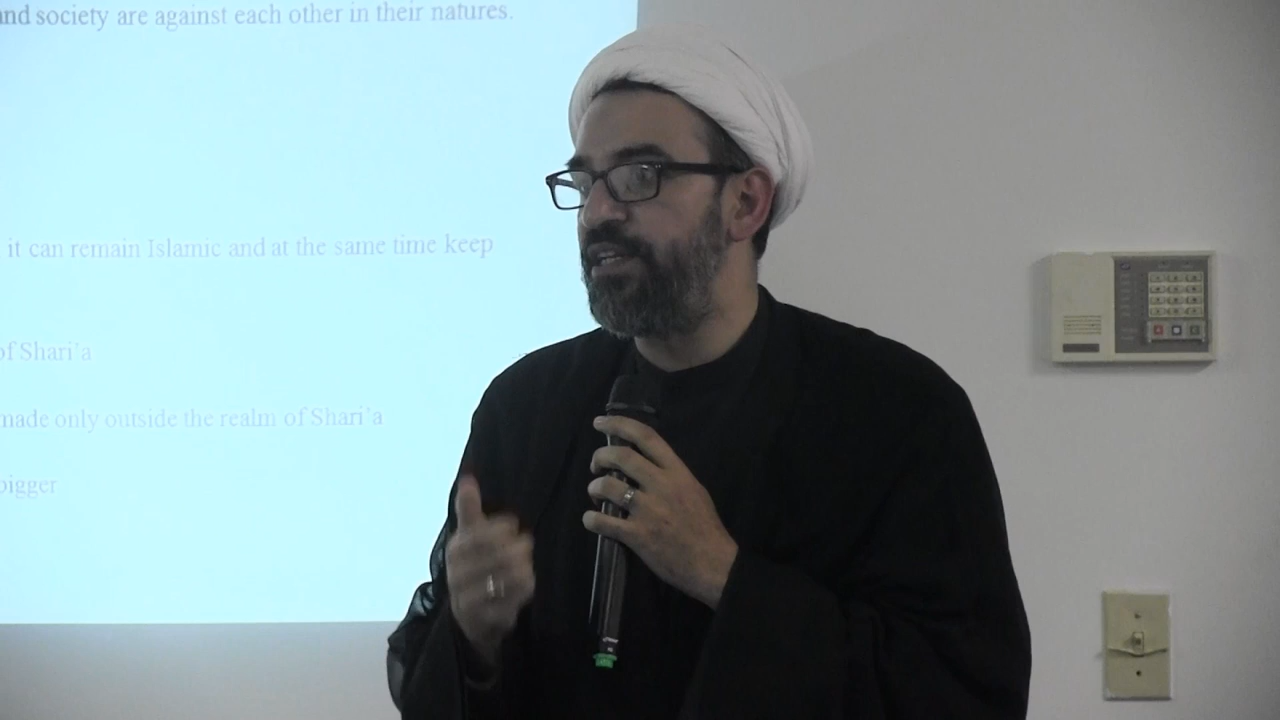 and society are against each other in their natures.
it can remain Islamic and at the same time keep
of Shari'a
made only outside the realm of Shari'a
bigger